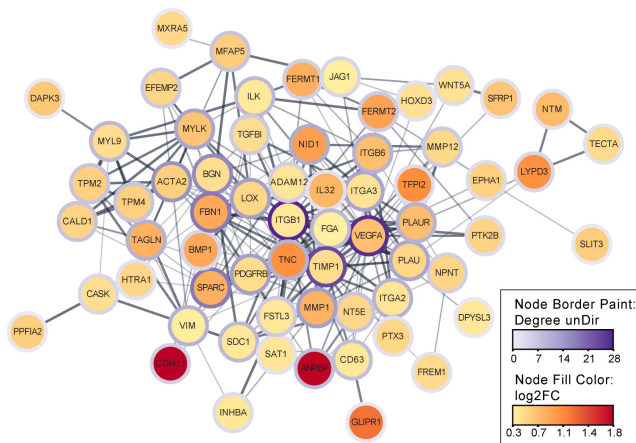 MXRA5
MFAP5
FERMT1
JAG1
WNT5A
EFEMP2
ILK
HOXD3
SFRP1
DAPK3
FERMT2
NTM
MYLK
TGFBI
MYL9
NID1
ITGB6
MMP12
TECTA
BGN
ADAM12
LYPD3
TPM2
ACTA2
IL32
ITGA3
TFPI2
EPHA1
TPM4
LOX
FBN1
CALD1
ITGB1
FGA
VEGFA
PLAUR
PTK2B
TAGLN
SLIT3
BMP1
TNC
TIMP1
PLAU
HTRA1
SPARC
PDGFRB
NPNT
CASK
MMP1
NT5E
ITGA2
VIM
FSTL3
DPYSL3
PPFIA2
SDC1
PTX3
SAT1
CD63
CDH11
ANPEP
FREM1
INHBA
GLIPR1
Node Border Paint:
Degree unDir
0 7 14 21 28
Node Fill Color:
log2FC
0.3 0.7 1.1 1.4 1.8